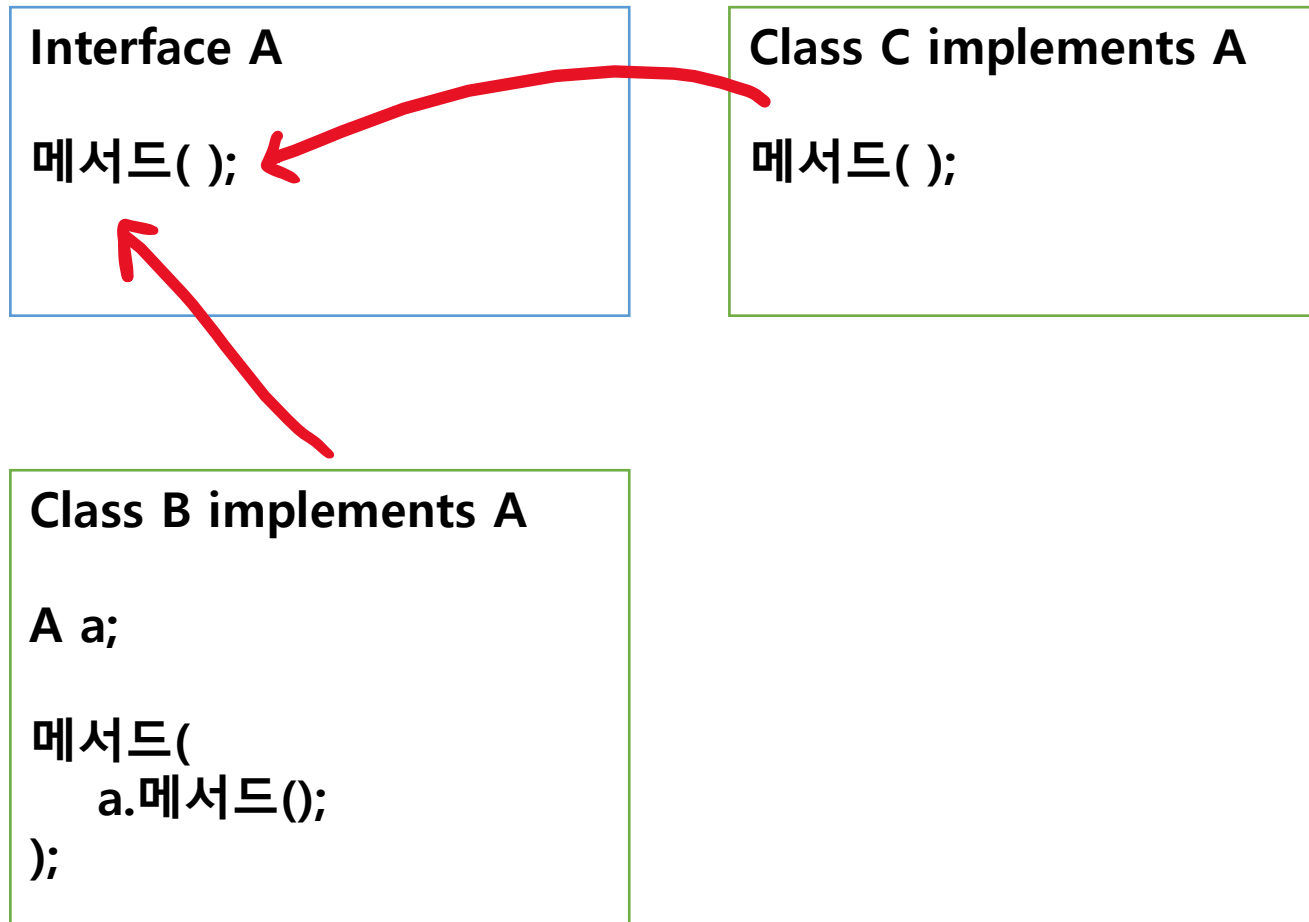 Interface A
메서드( );
Class C implements A
메서드( );
Class B implements A
A a;
메서드(
a.메서드();
);